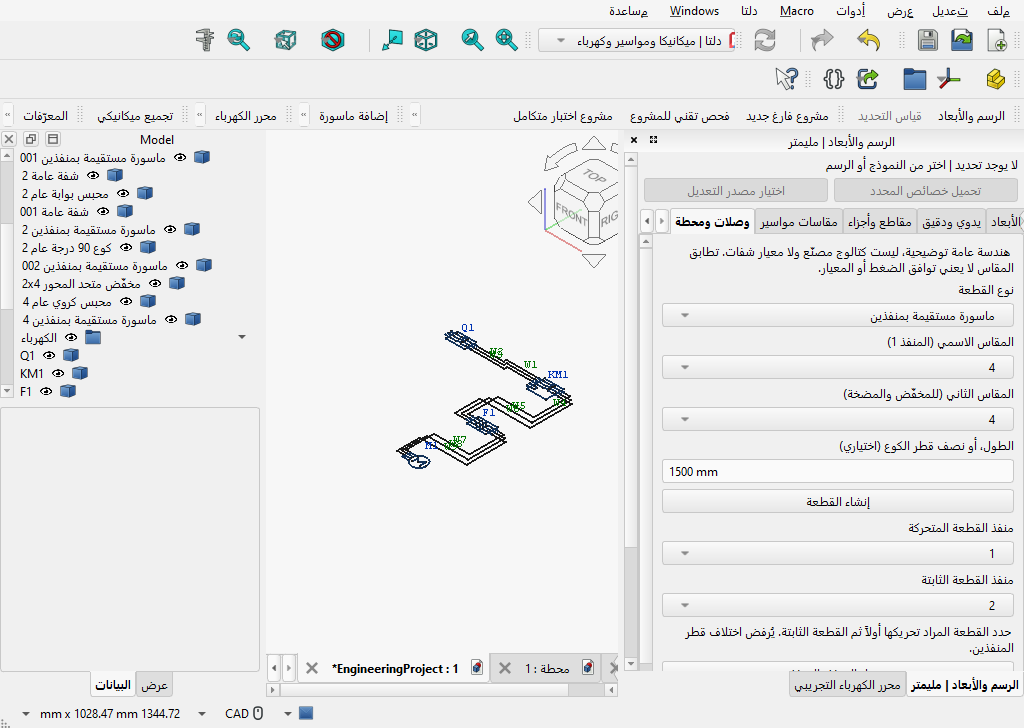 ملف
تعديل
عرض
أدوات
Macro
دلتا
Windows
مساعدة
دلتا | ميكانيكا ومواسير وكهرباء
الرسم والأبعاد
قياس التحديد
مشروع فارغ جديد
فحص تقني للمشروع
مشروع اختبار متكامل
إضافة ماسورة
محرر الكهرباء
تجميع ميكانيكي
المعرّفات
الرسم والأبعاد | مليمتر
لا يوجد تحديد | اختر من النموذج أو الرسم
تحميل خصائص المحدد
اختيار مصدر التعديل
الأبعاد
يدوي ودقيق
مقاطع وأجزاء
مقاسات مواسير
وصلات ومحطة
هندسة عامة توضيحية، ليست كتالوج مصنّع ولا معيار شفات. تطابق
المقاس لا يعني توافق الضغط أو المعيار.
نوع القطعة
ماسورة مستقيمة بمنفذين
المقاس الاسمي (المنفذ 1)
4
المقاس الثاني (للمخفّض والمضخة)
4
الطول، أو نصف قطر الكوع (اختياري)
1500 mm
إنشاء القطعة
منفذ القطعة المتحركة
1
منفذ القطعة الثابتة
2
حدد القطعة المراد تحريكها أولاً ثم القطعة الثابتة. يُرفض اختلاف قطر
المنفذين.
الرسم والأبعاد | مليمتر
محرر الكهرباء التجريبي
TOP
FRONT
RIG
Q1
W1
KM1
F1
W5
W7
M1
محطة : 1
EngineeringProject : 1*
Model
ماسورة مستقيمة بمنفذين 001
شفة عامة 2
محبس بوابة عام 2
شفة عامة 001
ماسورة مستقيمة بمنفذين 2
كوع 90 درجة عام 2
ماسورة مستقيمة بمنفذين 002
مخفّض متحد المحور 2x4
محبس كروي عام 4
ماسورة مستقيمة بمنفذين 4
الكهرباء
Q1
KM1
F1
عرض
البيانات
CAD
mm x 1028.47 mm 1344.72